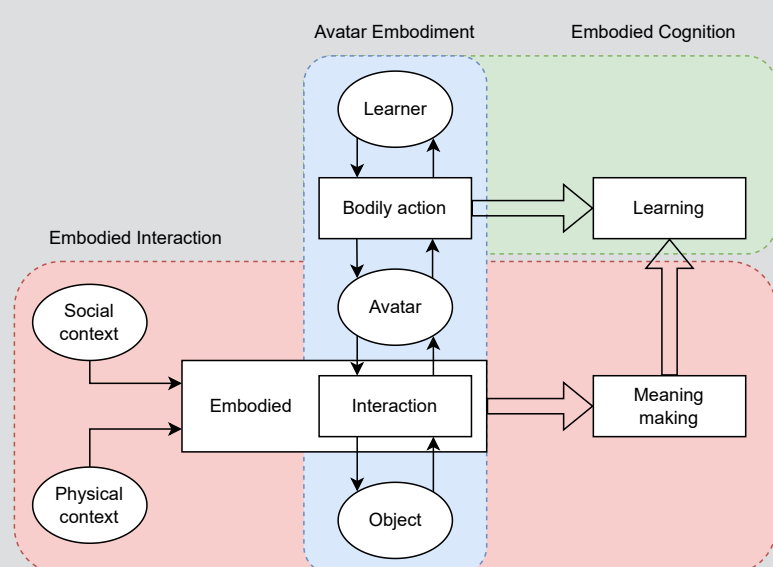 Avatar Embodiment
Embodied Cognition
Learner
Bodily action
Learning
Embodied Interaction
Social
context
Avatar
Embodied
Interaction
Meaning
making
Physical
context
Object